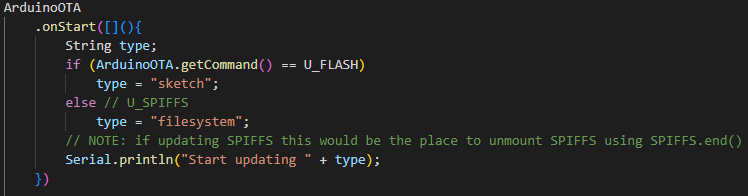 ArduinoOTA
.onStart([](){
String type;
if (ArduinoOTA.getCommand() == U_FLASH)
type = "sketch";
else // U_SPIFFS
type = "filesystem";
// NOTE: if updating SPIFFS this would be the place to unmount SPIFFS using SPIFFS.end()
Serial.println("Start updating " + type);
})